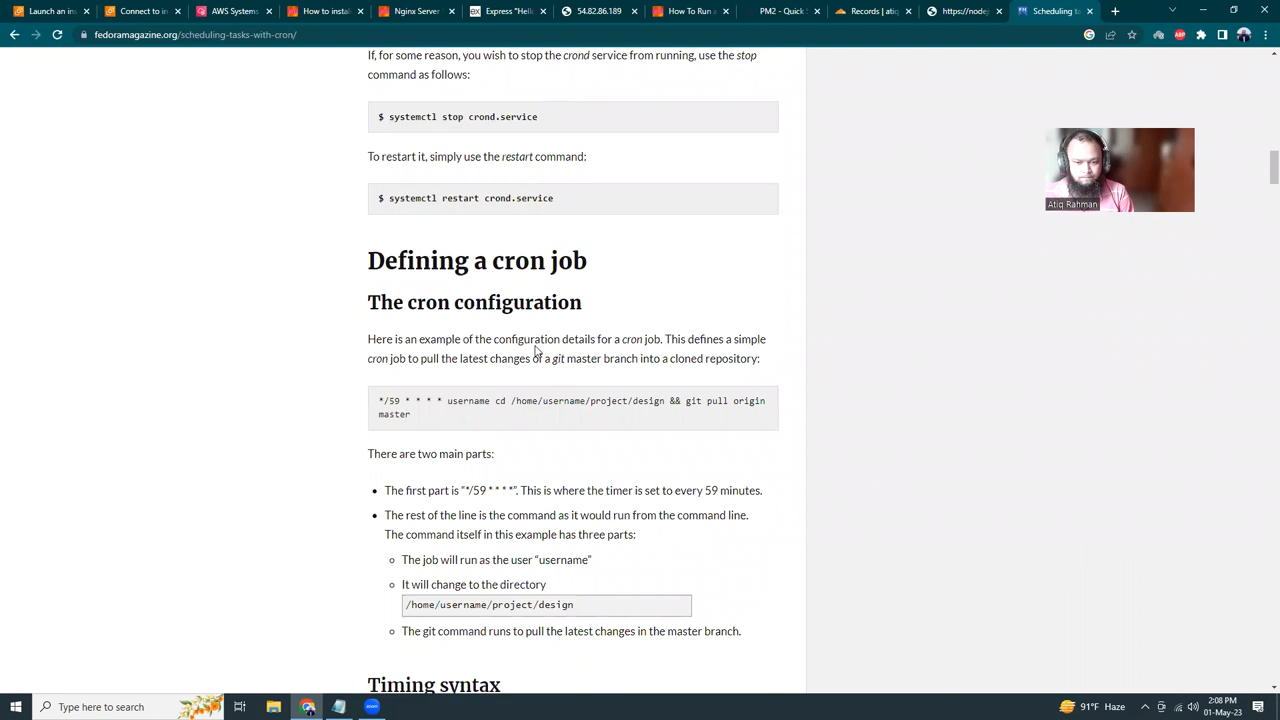 Launch an ins
Connect to in
AWS Systems
How to install
Nginx Server
Express "Hell
54.82.86.189
How To Run a
PM2 - Quick S
Records | atiq
https://nodej
Scheduling ta
fedoramagazine.org/scheduling-tasks-with-cron/
If, for some reason, you wish to stop the crond service from running, use the stop
command as follows:
$ systemctl stop crond.service
To restart it, simply use the restart command:
$ systemctl restart crond.service
Atiq Rahman
Defining a cron job
The cron configuration
Here is an example of the configuration details for a cron job. This defines a simple
cron job to pull the latest changes of a git master branch into a cloned repository:
*/59 * * * * username cd /home/username/project/design && git pull origin
master
There are two main parts:
The first part is “*/59 * * * *”. This is where the timer is set to every 59 minutes.
The rest of the line is the command as it would run from the command line.
The command itself in this example has three parts:
The job will run as the user “username”
It will change to the directory
/home/username/project/design
The git command runs to pull the latest changes in the master branch.
Timing syntax
Type here to search
91°F Haze
2:08 PM
01-May-23